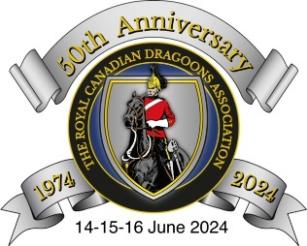 50th Anniversary
THE ROYAL CANADIAN DRAGOONS ASSOCIATION
1974
2024
14-15-16 June 2024